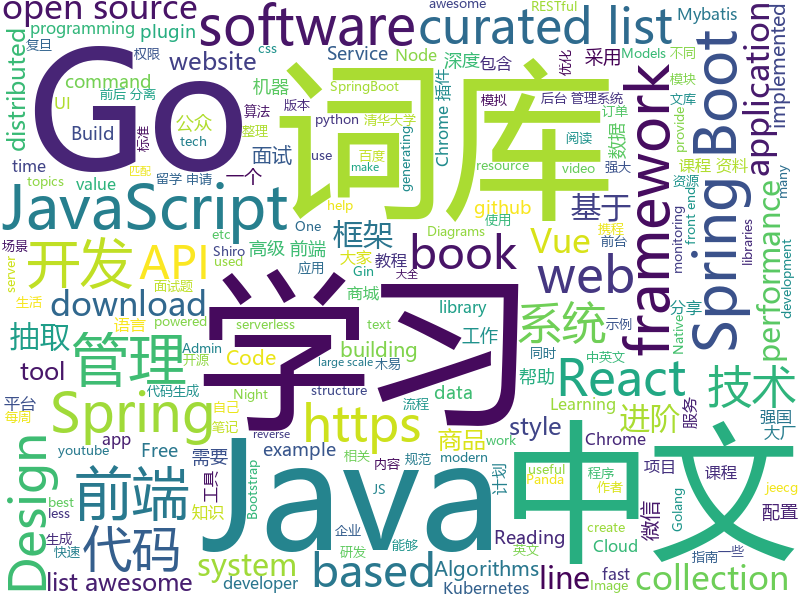 open source
software
curated list
awesome
RESTful
Mybatis
implemented
programming
plugin
复旦
权限
css
website
Service
Node
深度
包含
采用
优化
distributed
command
机器
Models
不同
UI
前后 分离
SpringBoot
算法
版本
模拟
后台 管理系统
模块
文库
Build
标准
公众
整理
python
清华大学
订单
application
time
tech
面试
use
百度
generating
阅读
数据
provide
Go
词库
Chrome 插件
framework
Spring Boot
value
匹配
留学 申请
一个
make
resource
video
强大
课程 资料
资源
many
topics
help
github
基于
JavaScript
etc
One
Diagrams
使用
携程
前台
monitoring
front end
libraries
development
场景
Shiro
used
高级 前端
大家
教程
框架
book
Vue
server
开发
API
应用
Gin
大全
web
performance
面试题
语言
商城
library
分享
生活
powered
serverless
text
工作
系统
示例
Native
download
抽取
管理
学习
中文
Admin
开源
Code
large scale
木易
同时
中英文
building
帮助
React
技术
tool
代码生成
Night
structure
data
Learning
强国
平台
每周
Spring
自己
笔记
https
流程
商品
style
进阶
服务
大厂
Design
app
youtube
Free
需要
example
reverse
相关
work
计划
Chrome
项目
jeecg
前端
Java
Bootstrap
内容
规范
modern
useful
Panda
程序
作者
课程
配置
JS
Reading
微信
工具
知识
企业
能够
Golang
代码
best
less
system
研发
英文
create
Cloud
指南
一些
生成
快速
developer
based
Algorithms
Kubernetes
line
fast
Image
list awesome
collection